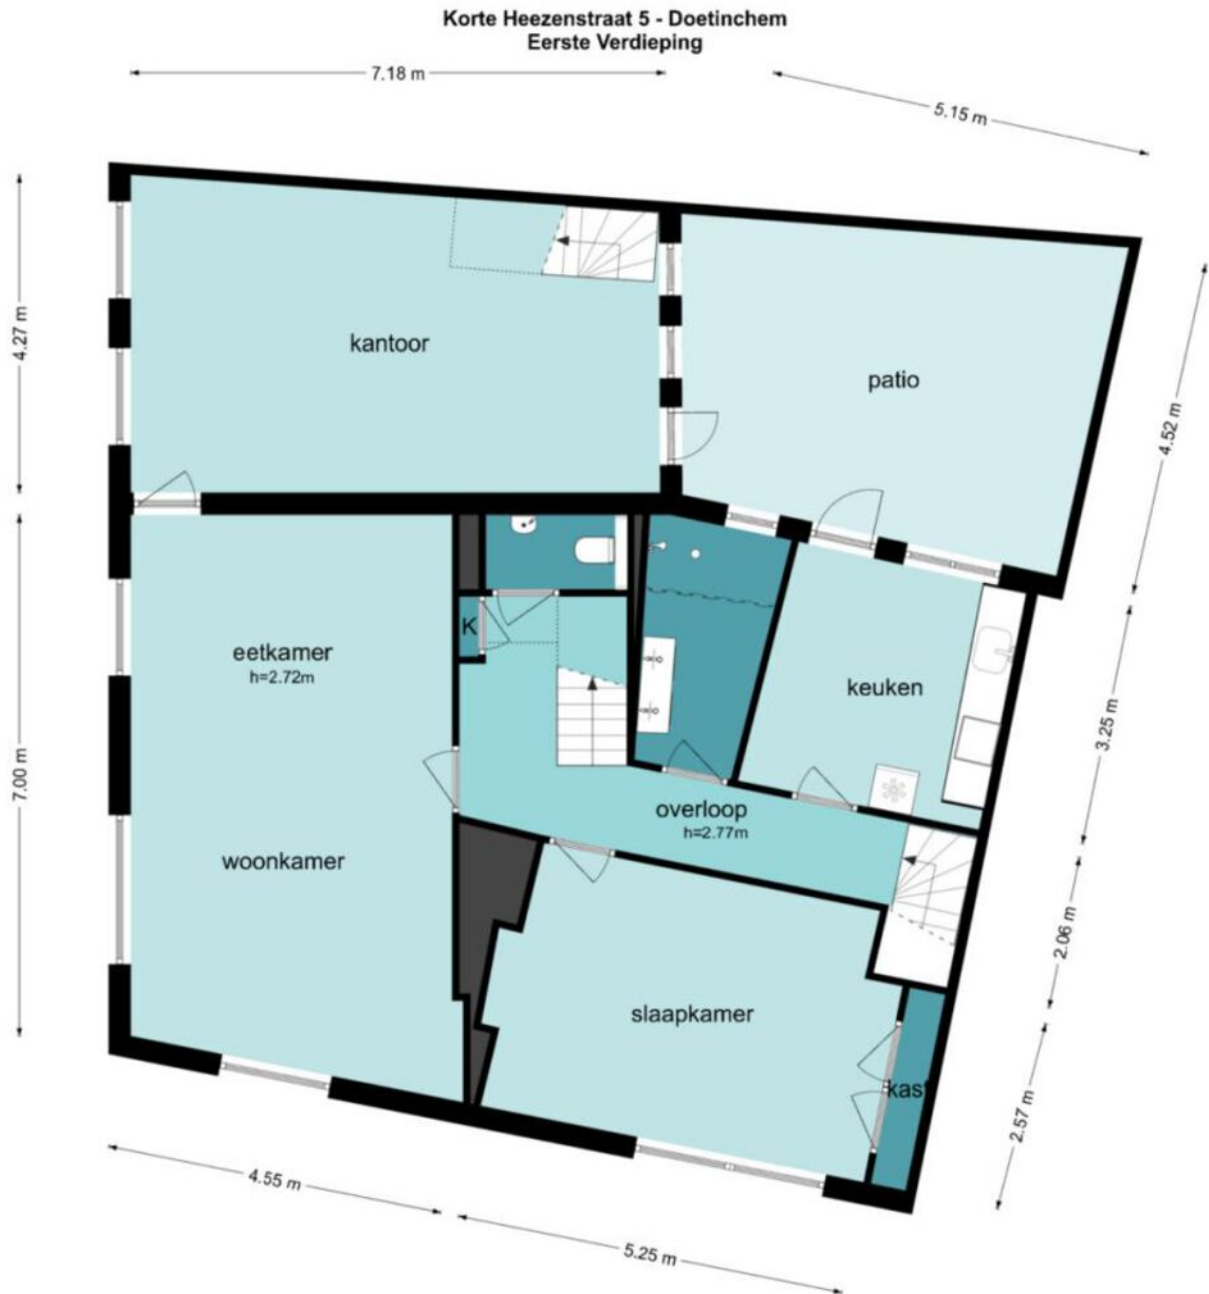 Korte Heezenstraat 5 - Doetinchem
Eerste Verdieping
7.18 m
5.15 m
4.27 m
kantoor
patio
4.52 m
K
eetkamer
h=2.72m
keuken
3.25 m
7.00 m
overloop
h=2.77m
woonkamer
2.06 m
slaapkamer
kast
2.57 m
4.55 m
5.25 m